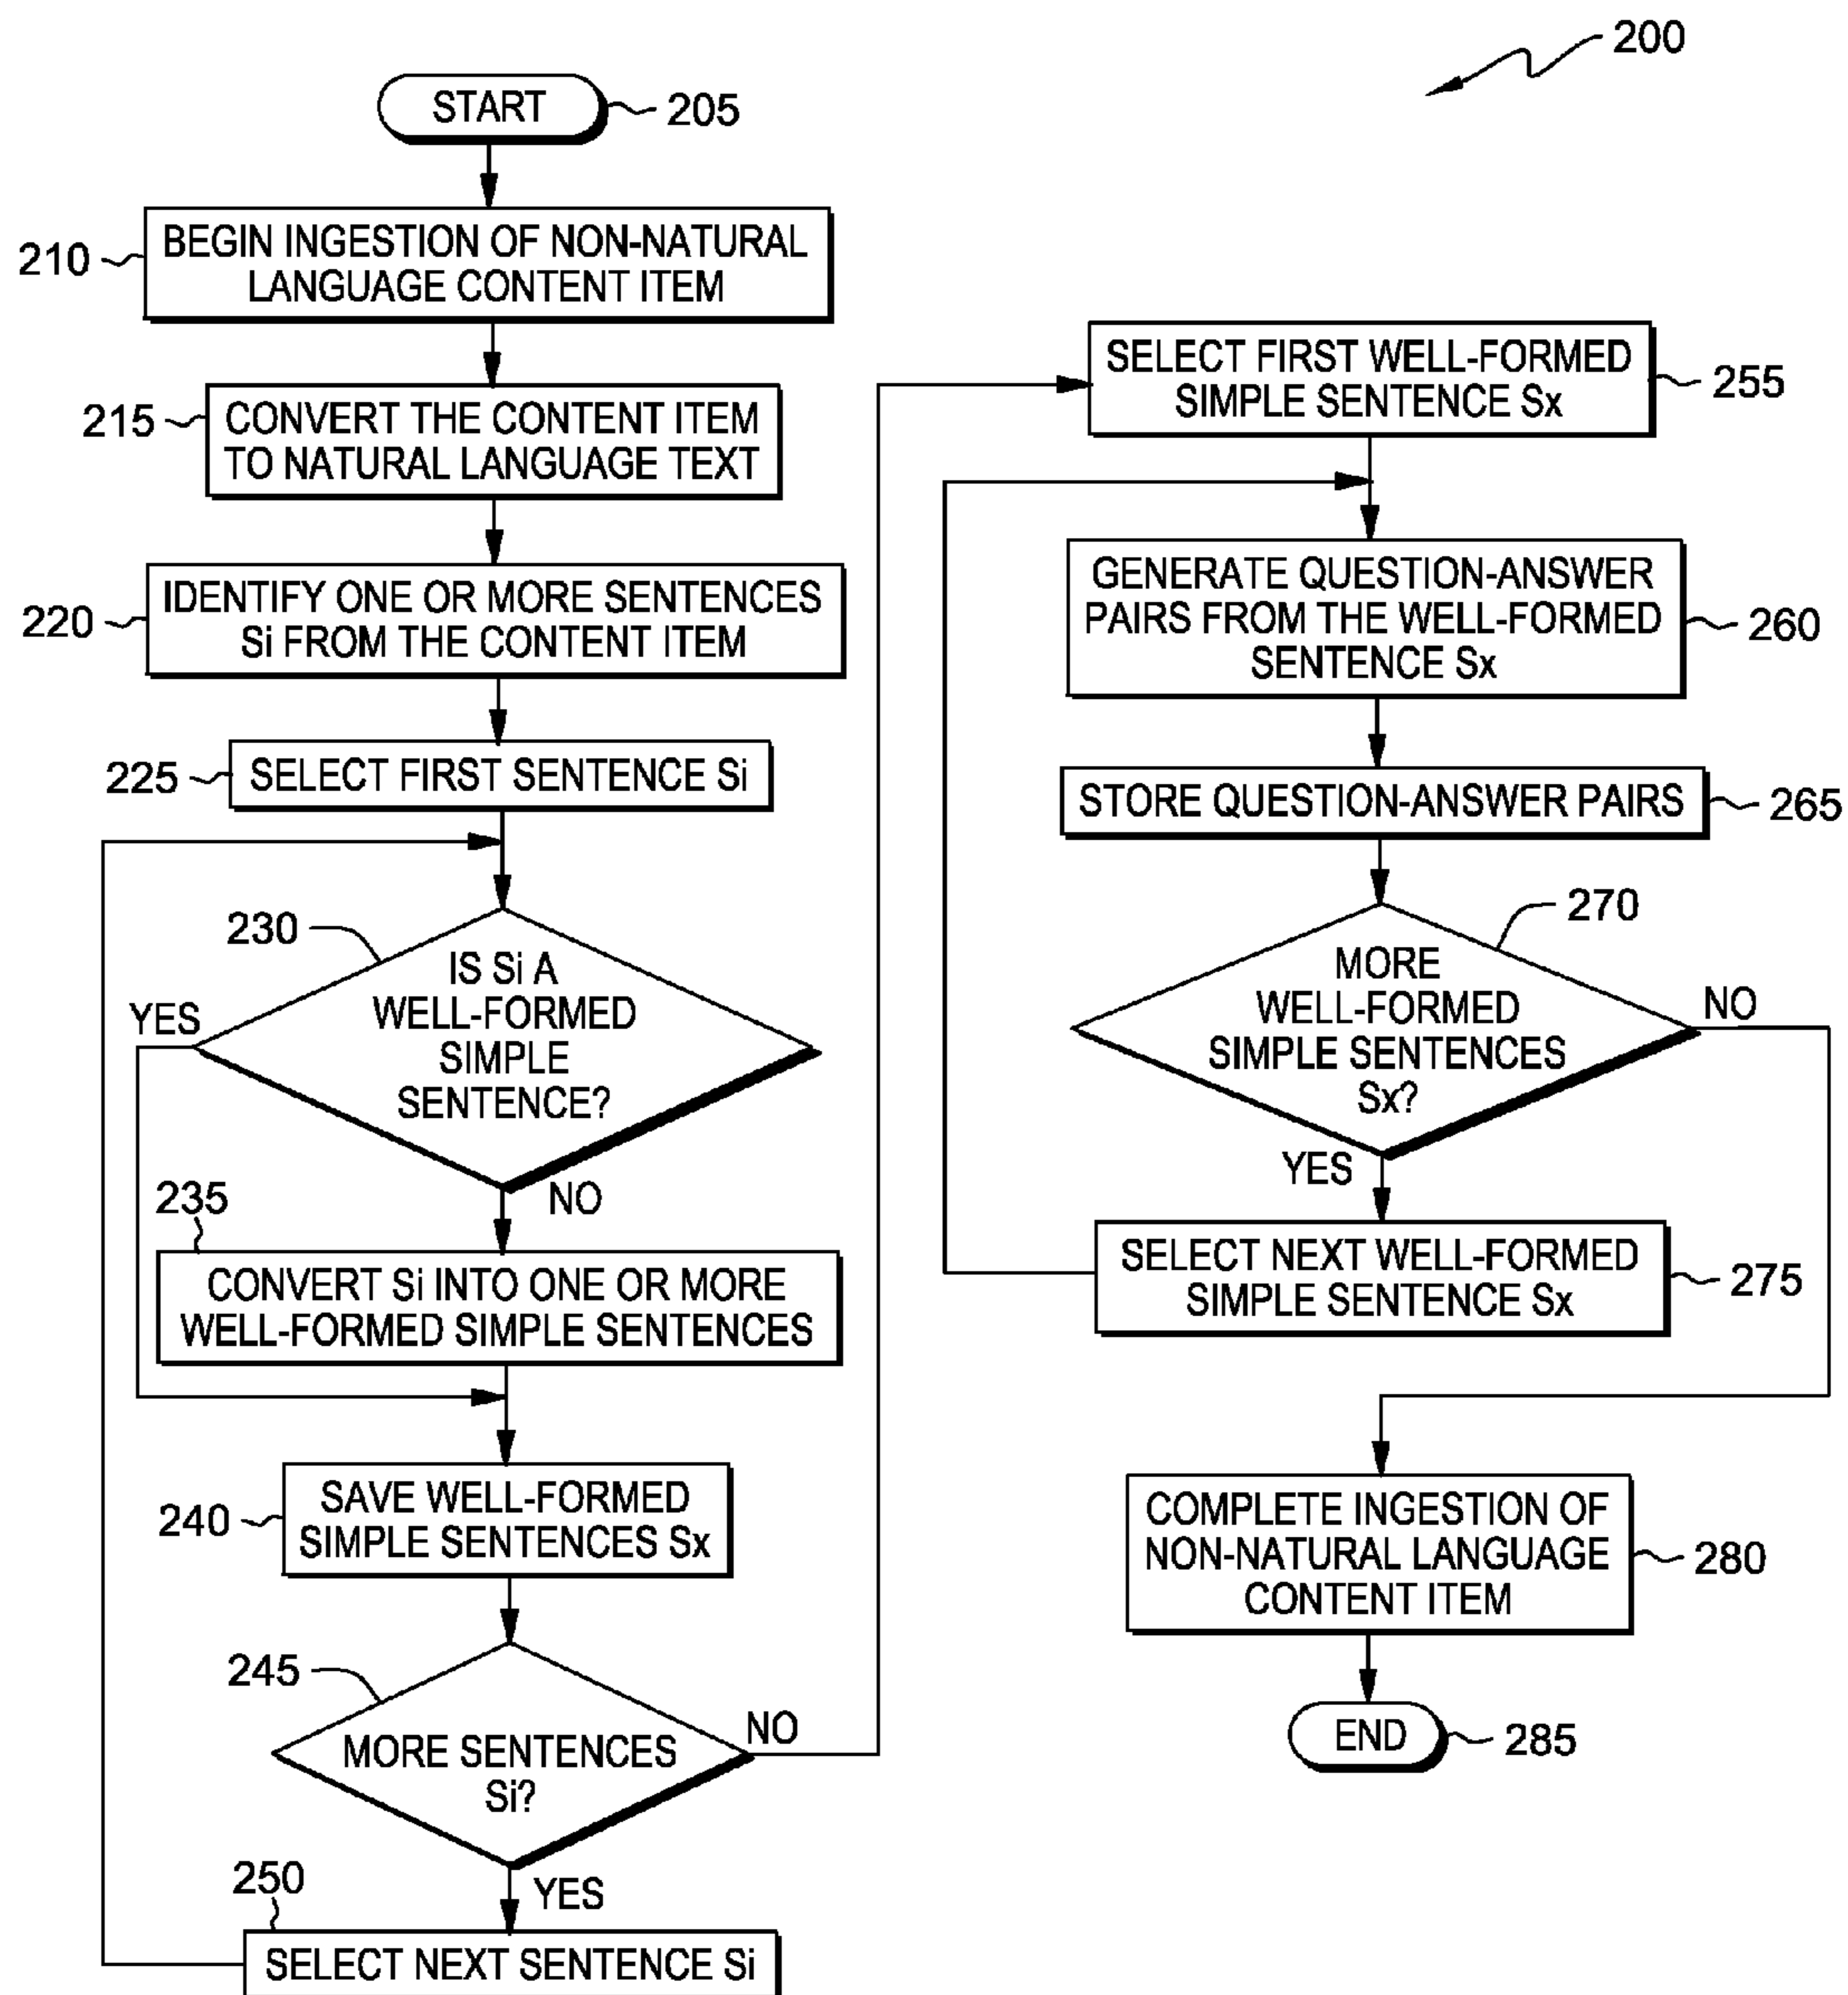 200
START
205
210
BEGIN INGESTION OF NON-NATURAL
LANGUAGE CONTENT ITEM
215
CONVERT THE CONTENT ITEM
TO NATURAL LANGUAGE TEXT
220
IDENTIFY ONE OR MORE SENTENCES
Si FROM THE CONTENT ITEM
225
SELECT FIRST SENTENCE Si
230
IS Si A
WELL-FORMED
SIMPLE
SENTENCE?
YES
NO
235
CONVERT Si INTO ONE OR MORE
WELL-FORMED SIMPLE SENTENCES
240
SAVE WELL-FORMED
SIMPLE SENTENCES Sx
245
MORE SENTENCES
Si?
NO
YES
250
SELECT NEXT SENTENCE Si
SELECT FIRST WELL-FORMED
SIMPLE SENTENCE Sx
255
GENERATE QUESTION-ANSWER
PAIRS FROM THE WELL-FORMED
SENTENCE Sx
260
STORE QUESTION-ANSWER PAIRS
265
270
MORE
WELL-FORMED
SIMPLE SENTENCES
Sx?
NO
YES
SELECT NEXT WELL-FORMED
SIMPLE SENTENCE Sx
275
COMPLETE INGESTION OF
NON-NATURAL LANGUAGE
CONTENT ITEM
280
END
285